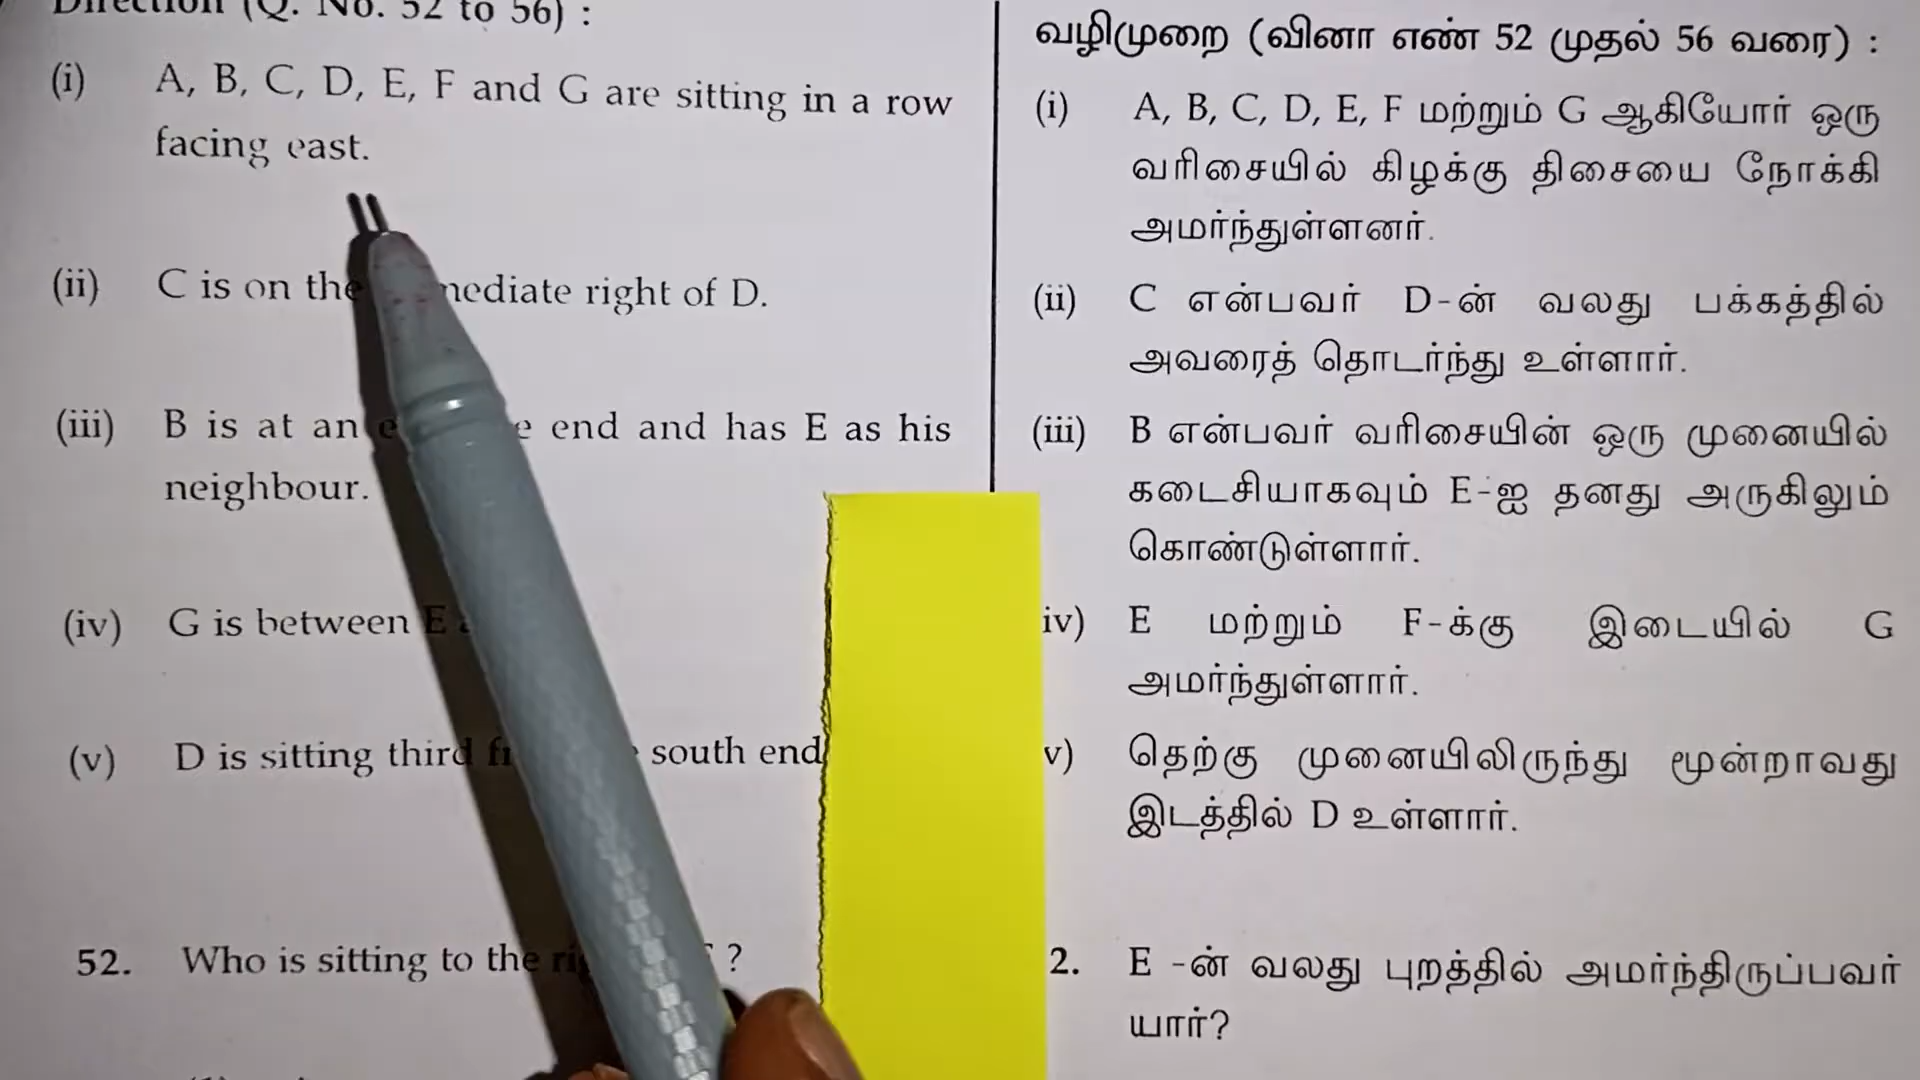 Direction (Q. No. 52 to 56) :
(i) A, B, C, D, E, F and G are sitting in a row
facing east.
(ii) C is on the mediate right of D.
(iii) B is at an e e end and has E as his
neighbour.
(iv) G is between E
(v) D is sitting third fr south end
52. Who is sitting to the ri ?
வழிமுறை (வினா எண் 52 முதல் 56 வரை) :
(i) A, B, C, D, E, F மற்றும் G ஆகியோர் ஒரு
வரிசையில் கிழக்கு திசையை நோக்கி
அமர்ந்துள்ளனர்.
(ii) C என்பவர் D-ன் வலது பக்கத்தில்
அவரைத் தொடர்ந்து உள்ளார்.
(iii) B என்பவர் வரிசையின் ஒரு முனையில்
கடைசியாகவும் E-ஐ தனது அருகிலும்
கொண்டுள்ளார்.
iv) E மற்றும் F-க்கு இடையில் G
அமர்ந்துள்ளார்.
v) தெற்கு முனையிலிருந்து மூன்றாவது
இடத்தில் D உள்ளார்.
2. E -ன் வலது புறத்தில் அமர்ந்திருப்பவர்
யார்?